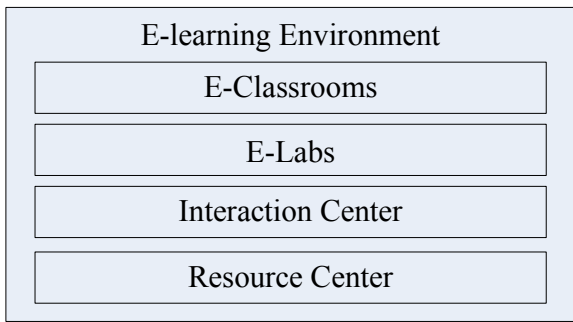 E-learning Environment
E-Classrooms
E-Labs
Interaction Center
Resource Center